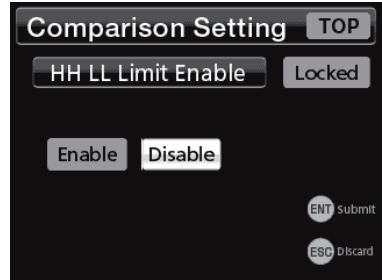 Comparison Setting TOP
HH LL Limit Enable Locked
Enable Disable
ENT Submit
ESC Discard